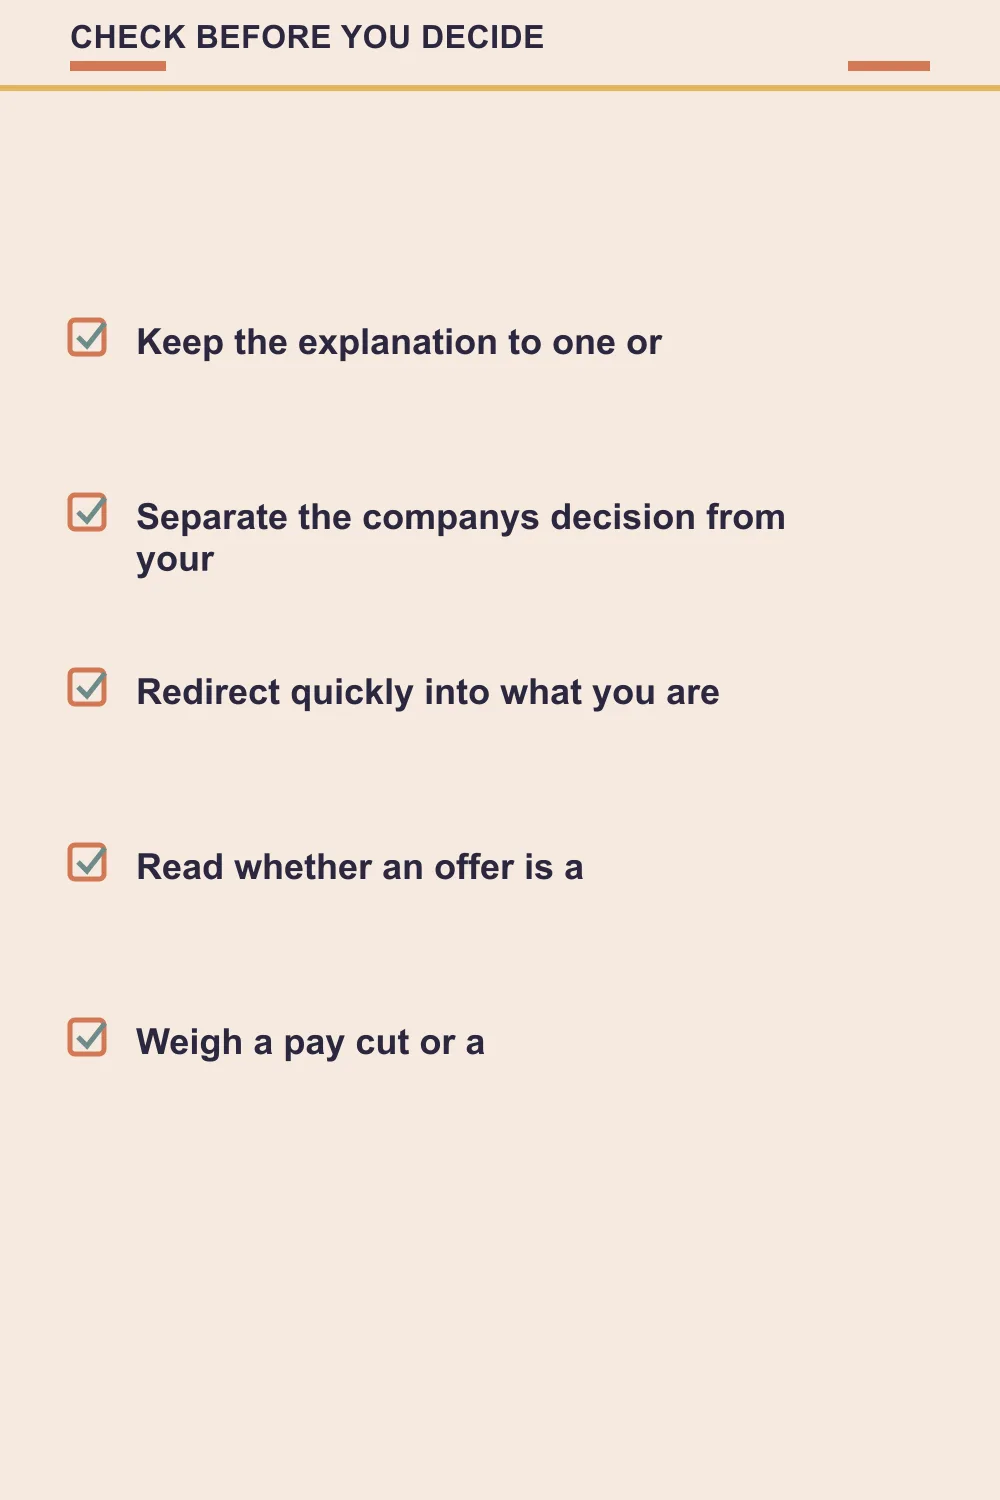 CHECK BEFORE YOU DECIDE
Keep the explanation to one or
Separate the companys decision from
your
Redirect quickly into what you are
Read whether an offer is a
Weigh a pay cut or a